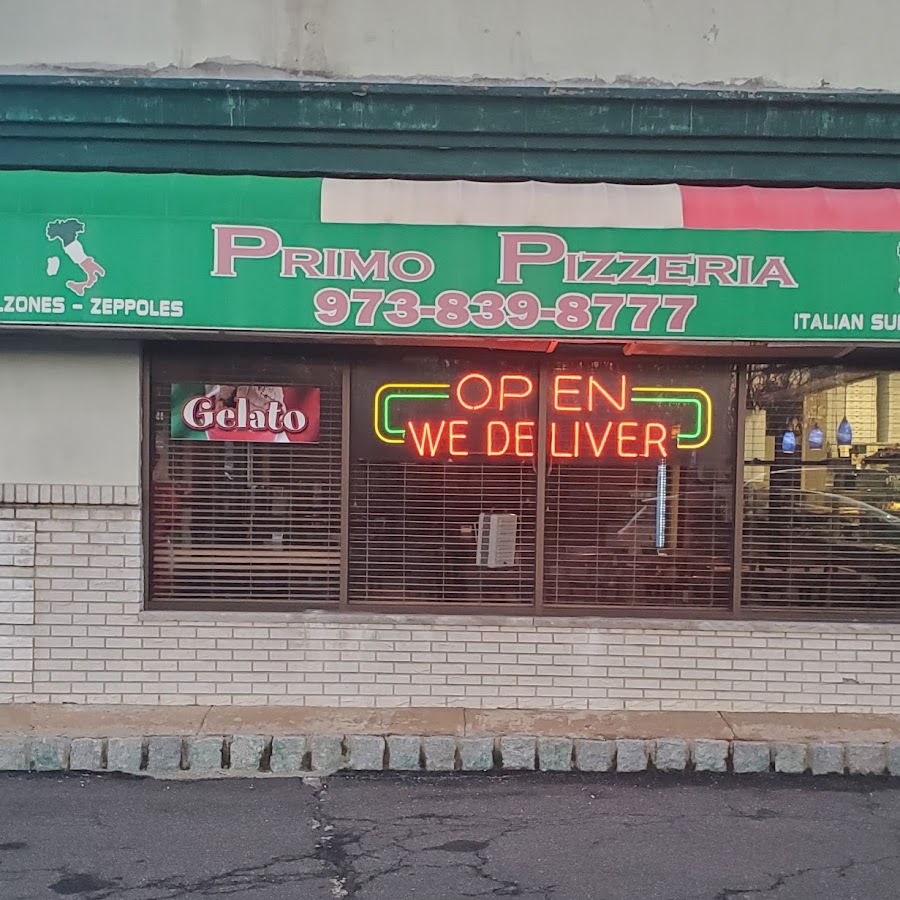 PRIMO PIZZERIA
973-839-8777
LZONES - ZEPPOLES
ITALIAN SU
Gelato
OPEN
WE DELIVER